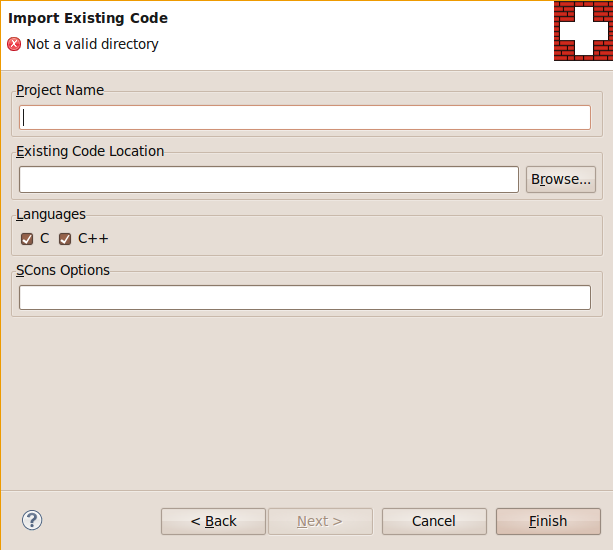 Import Existing Code
Not a valid directory
Project Name
Existing Code Location
Browse...
Languages
C C++
SCons Options
? < Back Next > Cancel Finish